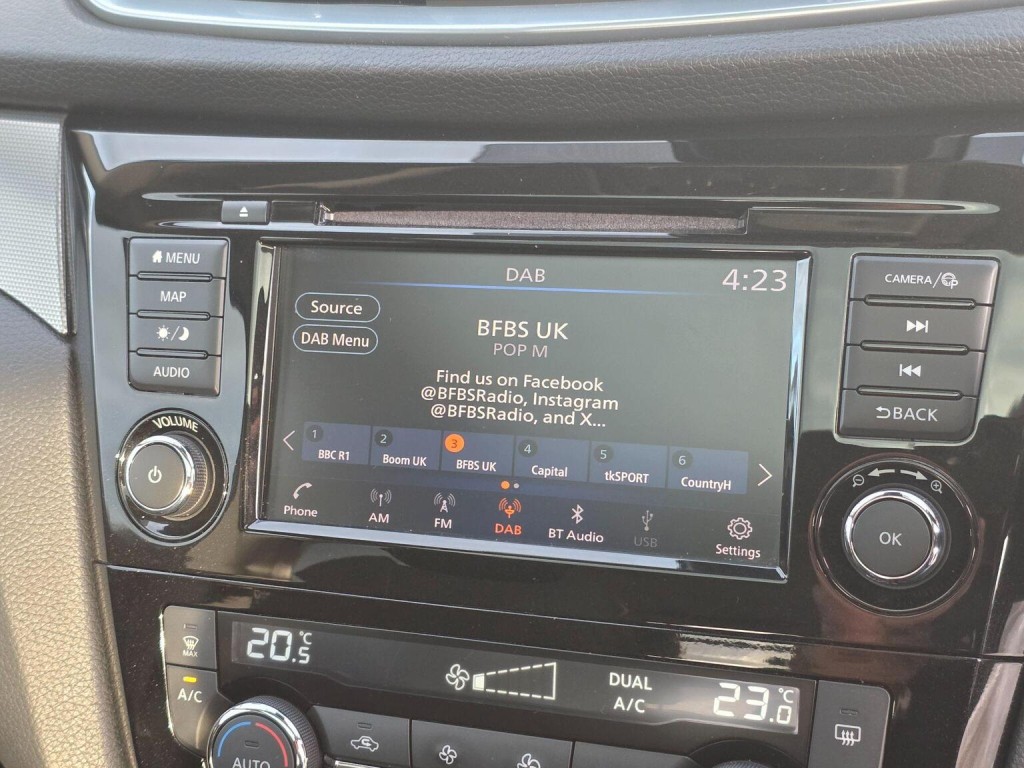 MENU
MAP
AUDIO
VOLUME
DAB
4:23
Source
DAB Menu
BFBS UK
POP M
Find us on Facebook
@BFBSRadio, Instagram
@BFBSRadio, and X...
1 BBC R1
2 Boom UK
3 BFBS UK
4 Capital
5 tkSPORT
6 CountryH
Phone
AM
FM
DAB
BT Audio
USB
Settings
CAMERA/
BACK
OK
MAX
A/C
20.5°C
DUAL
A/C
23.0°C
AUTO